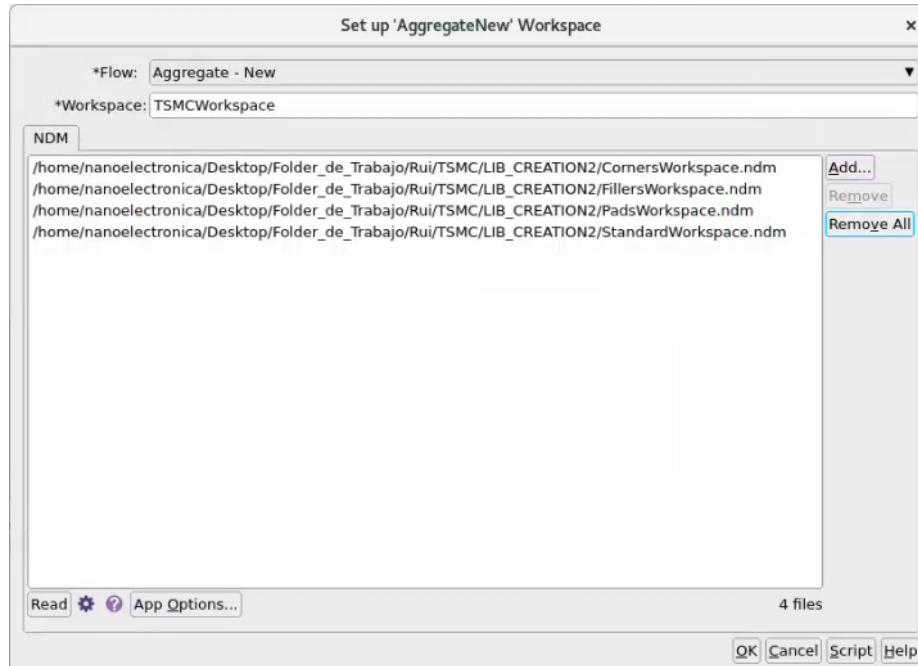 Set up 'AggregateNew' Workspace ×
*Flow: Aggregate - New
*Workspace: TSMCWorkspace
NDM
/home/nanoelectronica/Desktop/Folder_de_Trabajo/Rui/TSMC/LIB_CREATION2/CornersWorkspace.ndm Add...
/home/nanoelectronica/Desktop/Folder_de_Trabajo/Rui/TSMC/LIB_CREATION2/FillersWorkspace.ndm Remove
/home/nanoelectronica/Desktop/Folder_de_Trabajo/Rui/TSMC/LIB_CREATION2/PadsWorkspace.ndm
/home/nanoelectronica/Desktop/Folder_de_Trabajo/Rui/TSMC/LIB_CREATION2/StandardWorkspace.ndm Remove All
Read ? App Options... 4 files
OK Cancel Script Help